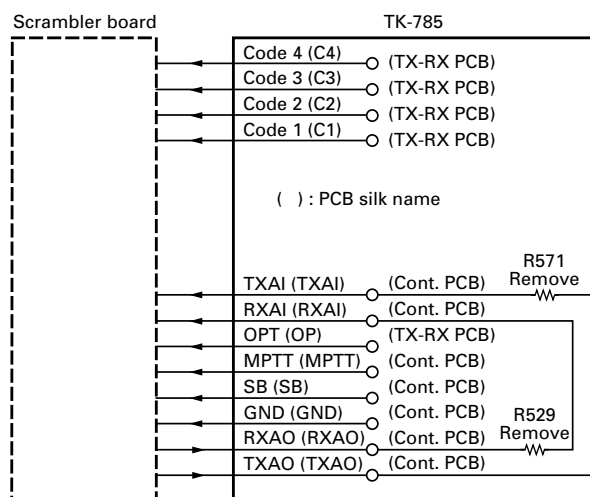 Scrambler board TK-785
Code 4 (C4) (TX-RX PCB)
Code 3 (C3) (TX-RX PCB)
Code 2 (C2) (TX-RX PCB)
Code 1 (C1) (TX-RX PCB)
( ) : PCB silk name
R571
Remove
TXAI (TXAI) (Cont. PCB)
RXAI (RXAI) (Cont. PCB)
OPT (OP) (TX-RX PCB)
MPTT (MPTT) (Cont. PCB)
SB (SB) (Cont. PCB)
GND (GND) (Cont. PCB)
R529
Remove
RXAO (RXAO) (Cont. PCB)
TXAO (TXAO) (Cont. PCB)